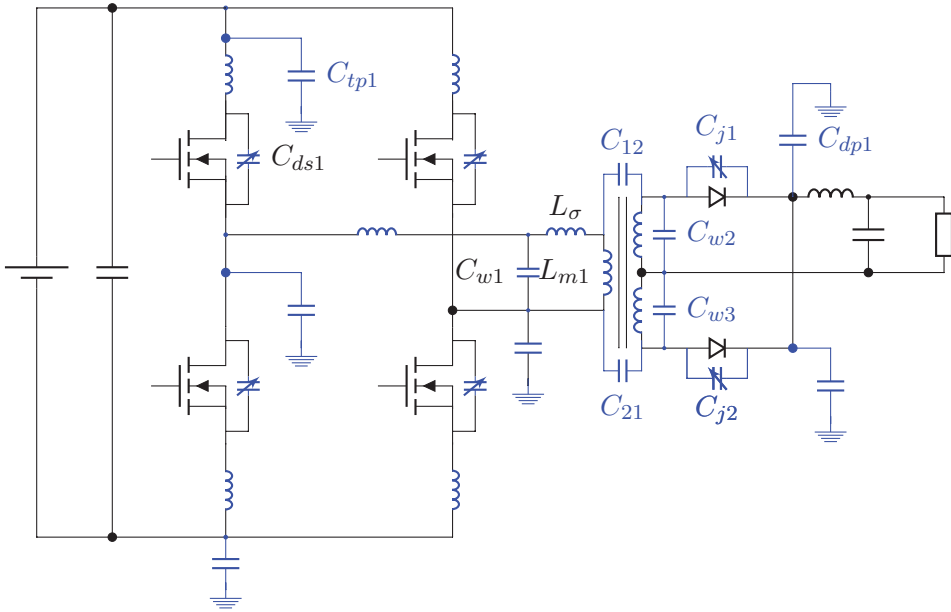 C_{tp1}
C_{ds1}
C_{12}
C_{j1}
C_{dp1}
L_σ
C_{w2}
C_{w1}
L_{m1}
C_{w3}
C_{21}
C_{j2}